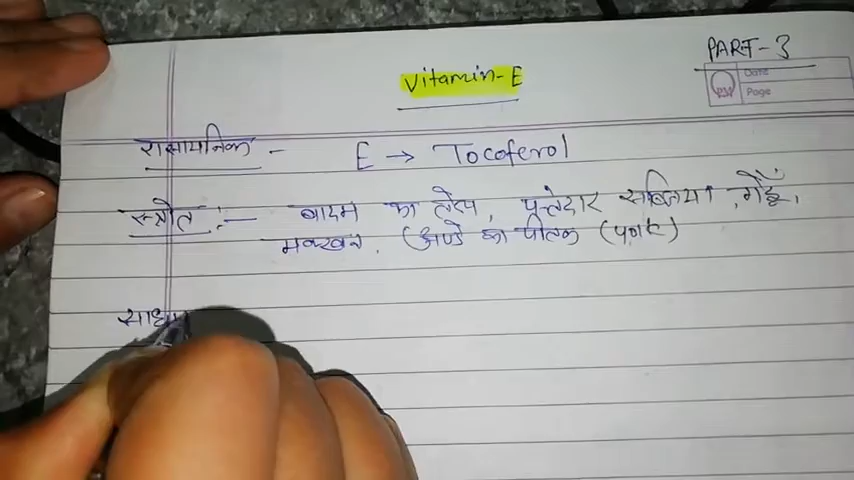 PART-3
Vitamin-E
Date
Page
रासायनिक - E → Tocoferol
स्त्रोत :- बादाम का तेल, पत्तेदार सब्जियां, गेहूं,
मक्खन, (अण्डे का पीतक
साधा